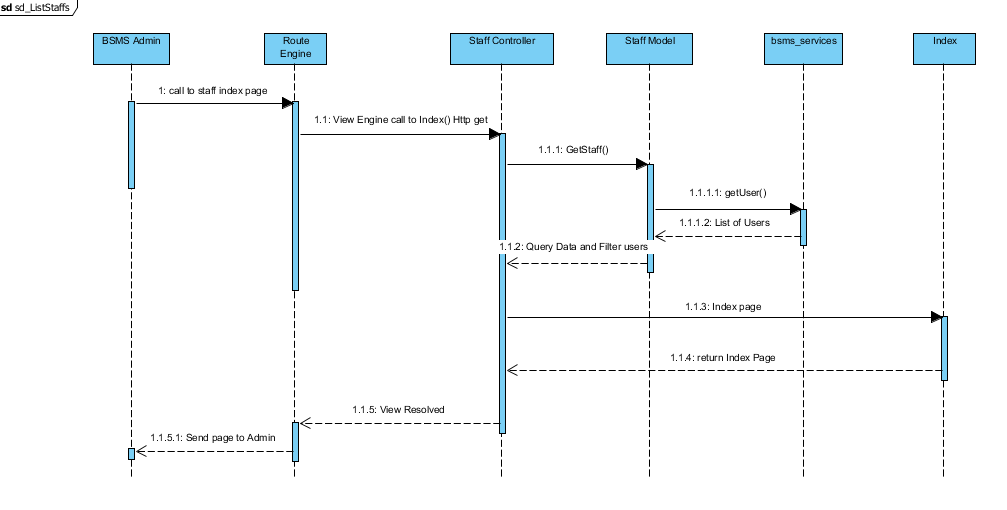 sd sd_ListStaffs
BSMS Admin
Route
Engine
Staff Controller
Staff Model
bsms_services
Index
1: call to staff index page
1.1: View Engine call to Index() Http get
1.1.1: GetStaff()
1.1.1.1: getUser()
1.1.1.2: List of Users
1.1.2: Query Data and Filter users
1.1.3: Index page
1.1.4: return Index Page
1.1.5: View Resolved
1.1.5.1: Send page to Admin